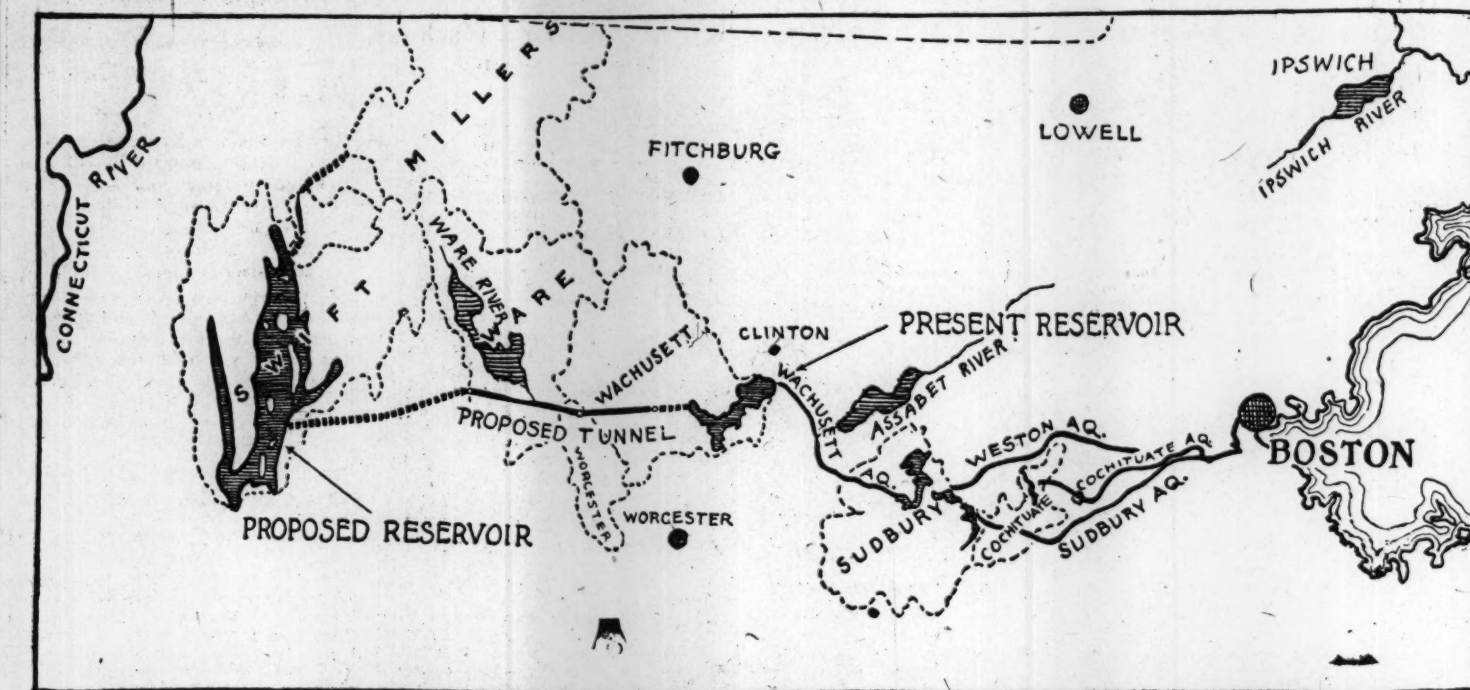 CONNECTICUT RIVER
MILLERS
SWIFT
WARE RIVER
WARE
FITCHBURG
LOWELL
IPSWICH
IPSWICH RIVER
WACHUSETT
CLINTON
PRESENT RESERVOIR
WACHUSETT AQ.
ASSABET RIVER
PROPOSED TUNNEL
PROPOSED RESERVOIR
WORCESTER
WORCESTER
SUDBURY
WESTON AQ.
COCHITUATE
COCHITUATE AQ.
SUDBURY AQ.
BOSTON